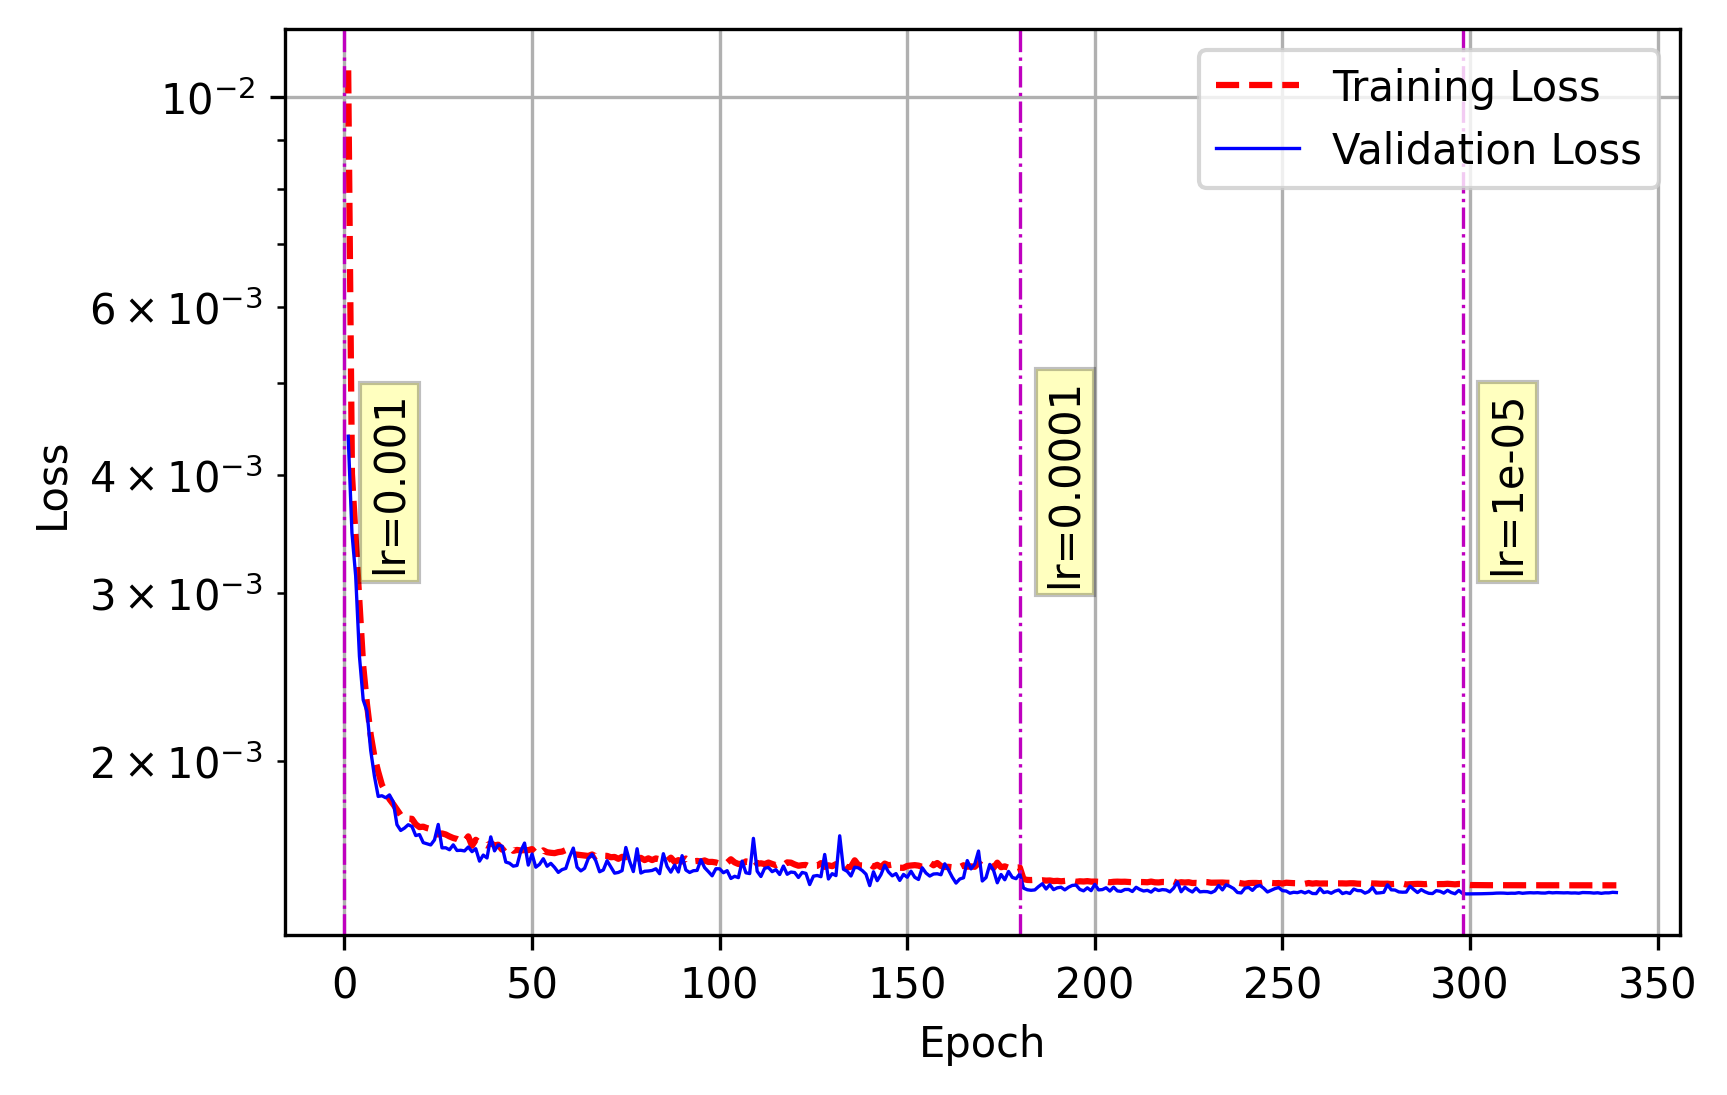 Training Loss
Validation Loss
10⁻²
6 × 10⁻³
4 × 10⁻³
3 × 10⁻³
2 × 10⁻³
Loss
lr=0.001
lr=0.0001
lr=1e-05
0 50 100 150 200 250 300 350
Epoch